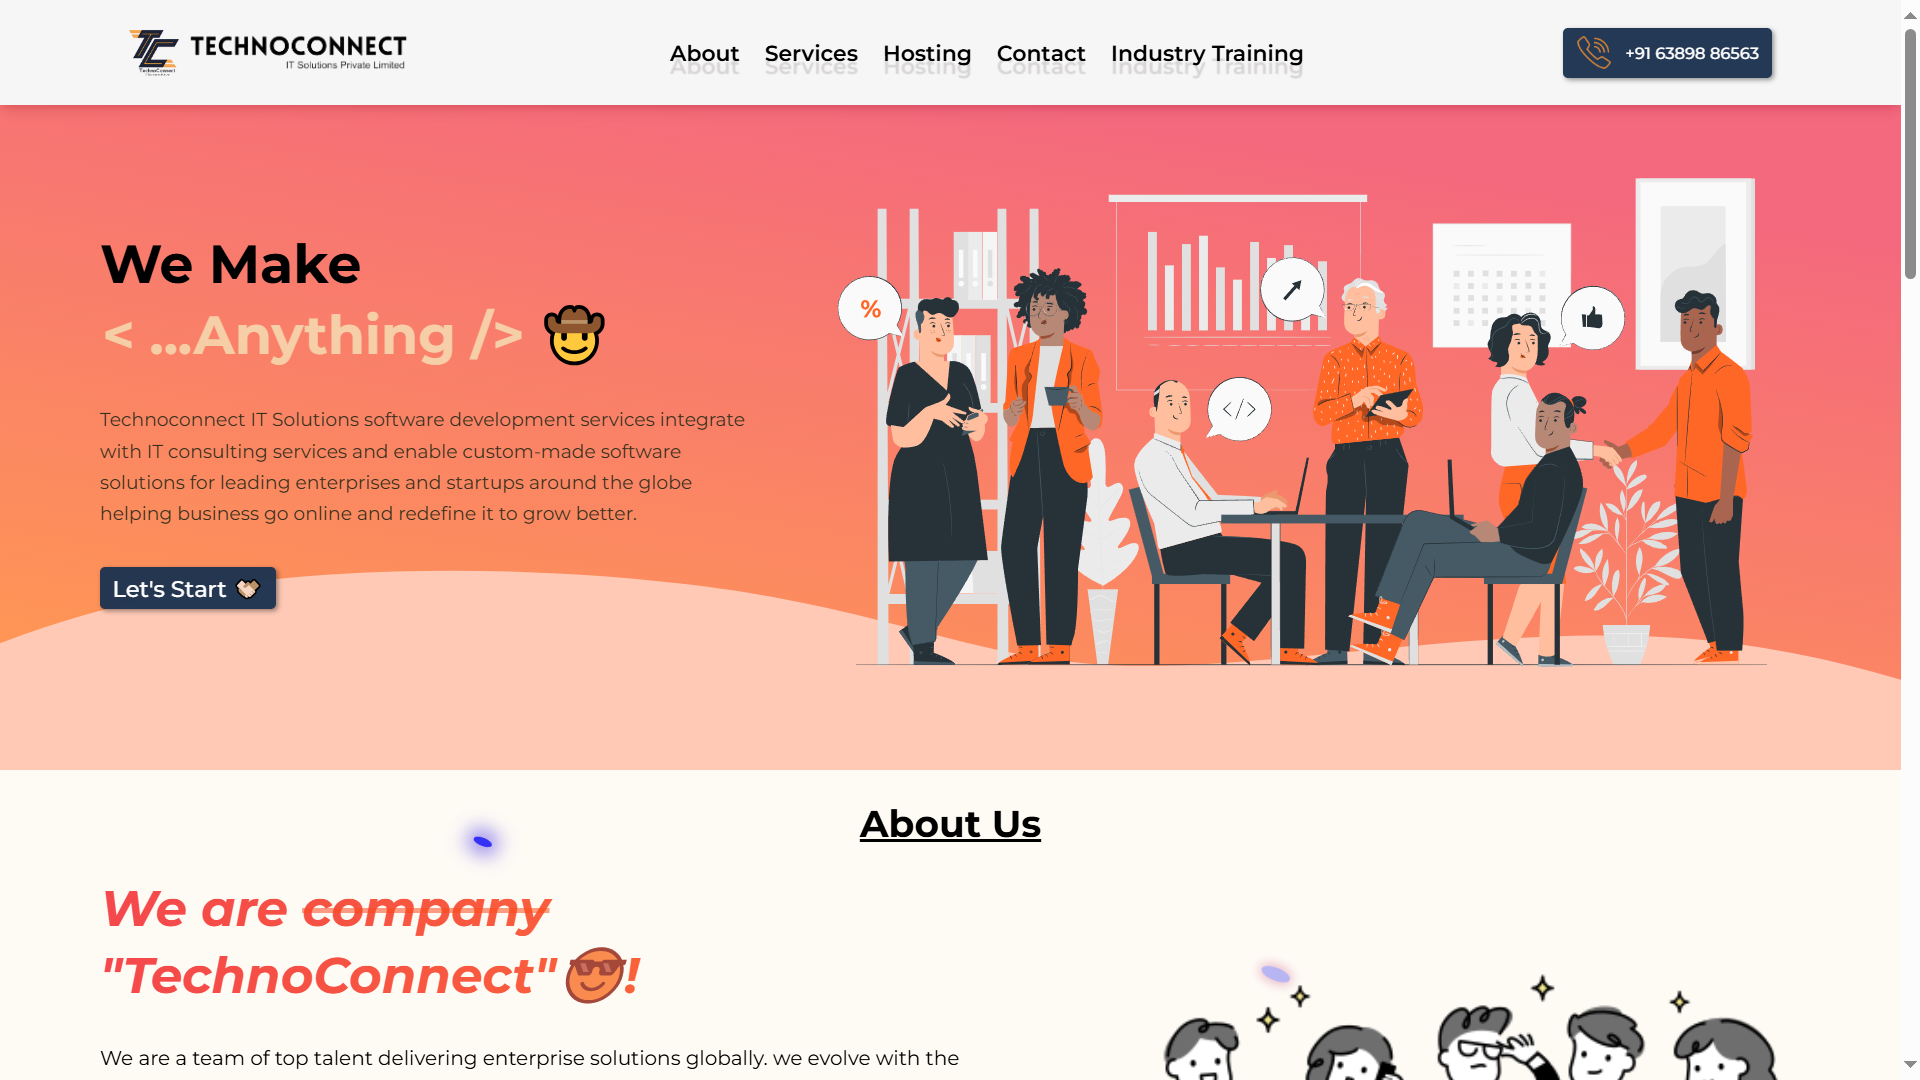 TECHNOCONNECT
IT Solutions Private Limited
About Services Hosting Contact Industry Training
+91 63898 86563
We Make
< ...Anything /> 🤠
Technoconnect IT Solutions software development services integrate
with IT consulting services and enable custom-made software
solutions for leading enterprises and startups around the globe
helping business go online and redefine it to grow better.
Let's Start 🤝
%
</>
About Us
We are company
"TechnoConnect"😎!
We are a team of top talent delivering enterprise solutions globally. we evolve with the